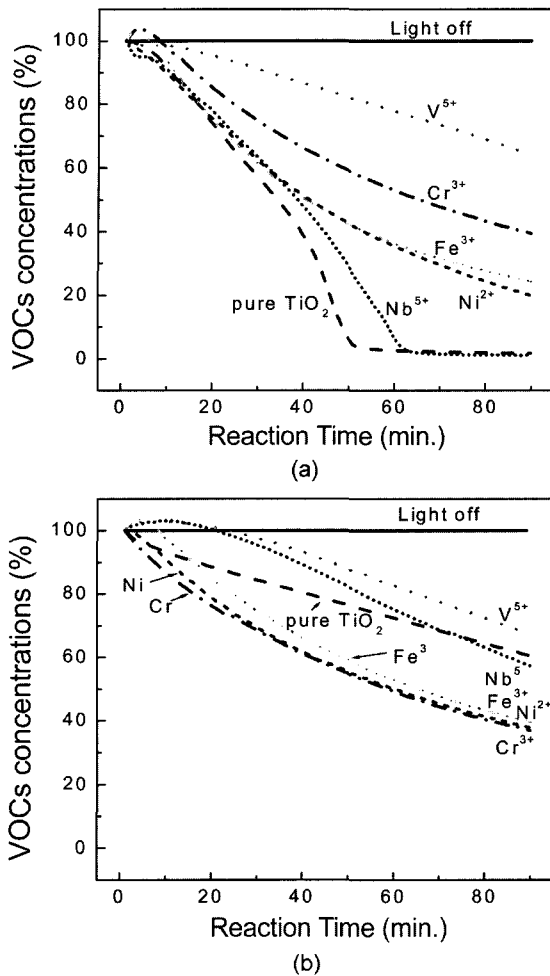 VOCs concentrations (%)
100
80
60
40
20
0
Light off
V⁵⁺
Cr³⁺
Fe³⁺
Ni²⁺
Nb⁵⁺
pure TiO₂
0 20 40 60 80
Reaction Time (min.)
(a)
VOCs concentrations (%)
100
80
60
40
20
0
Light off
Ni
Cr
pure TiO₂
V⁵⁺
Fe³
Nb⁵
Fe³⁺
Ni²⁺
Cr³⁺
0 20 40 60 80
Reaction Time (min.)
(b)